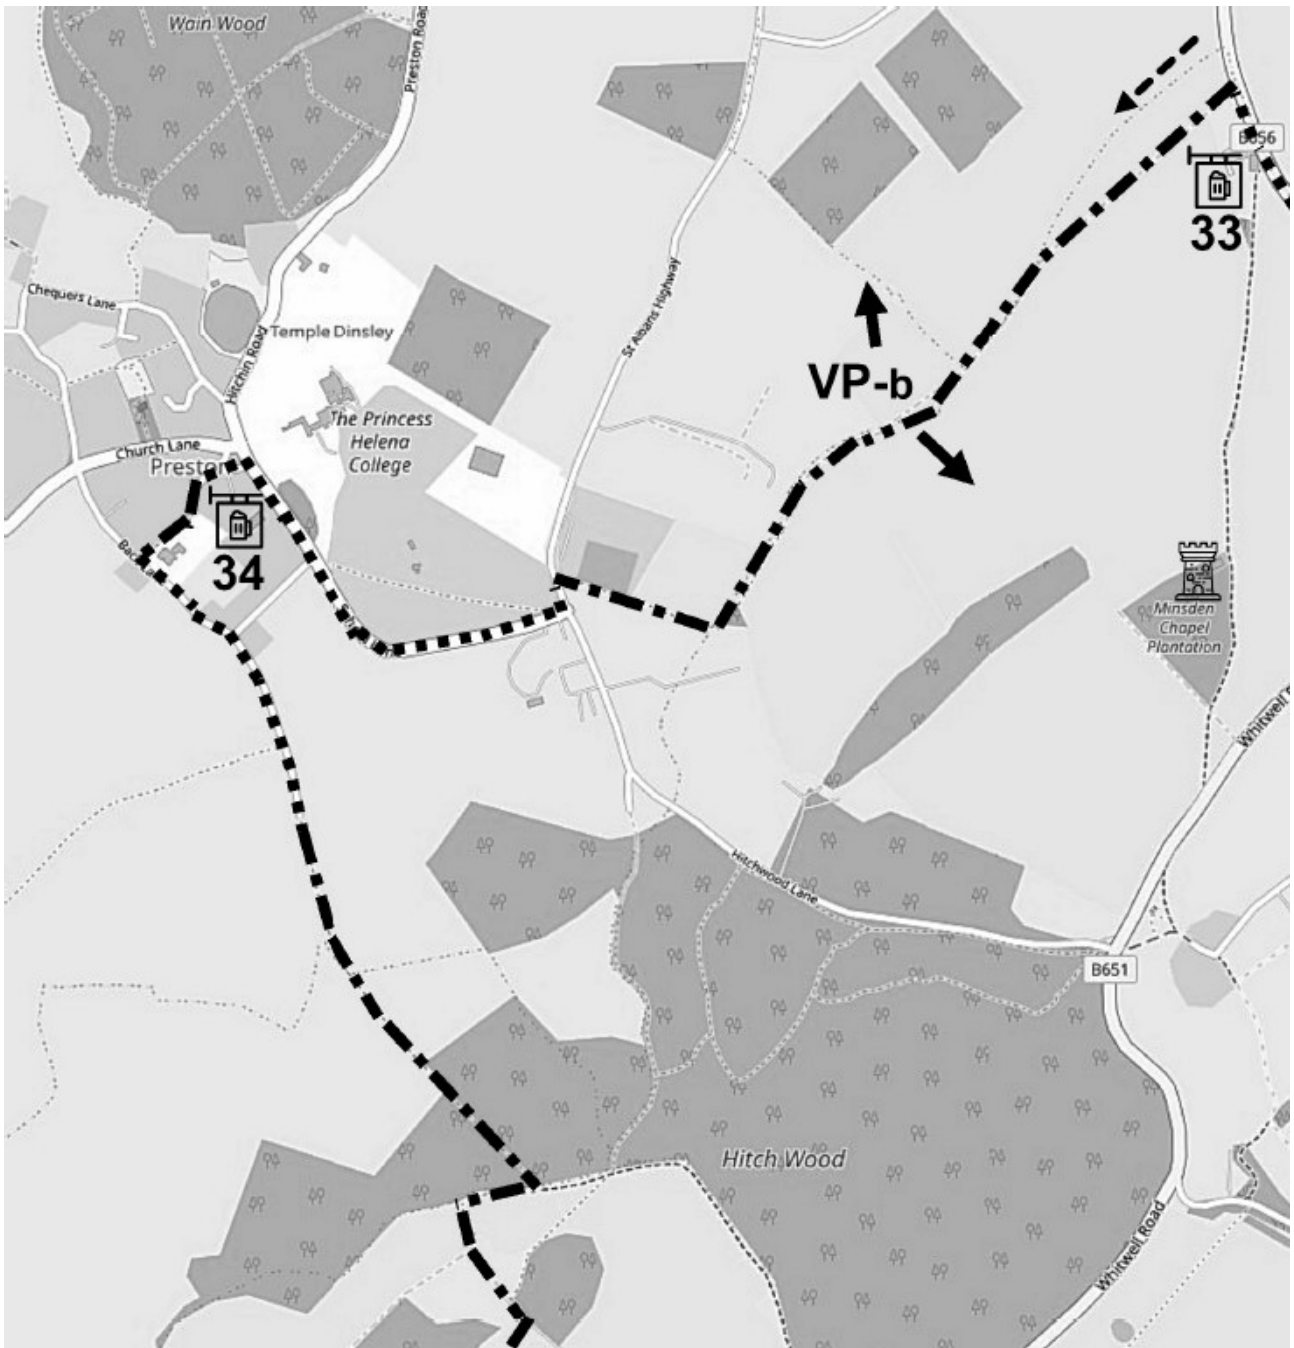 Wain Wood
Preston Road
B656
33
Chequers Lane
Hitchin Road
Temple Dinsley
St Albans Highway
VP-b
The Princess
Helena
College
Church Lane
Preston
34
Minsden
Chapel
Plantation
Whitwell
Hitchwood Lane
B651
Hitch Wood
Whitwell Road